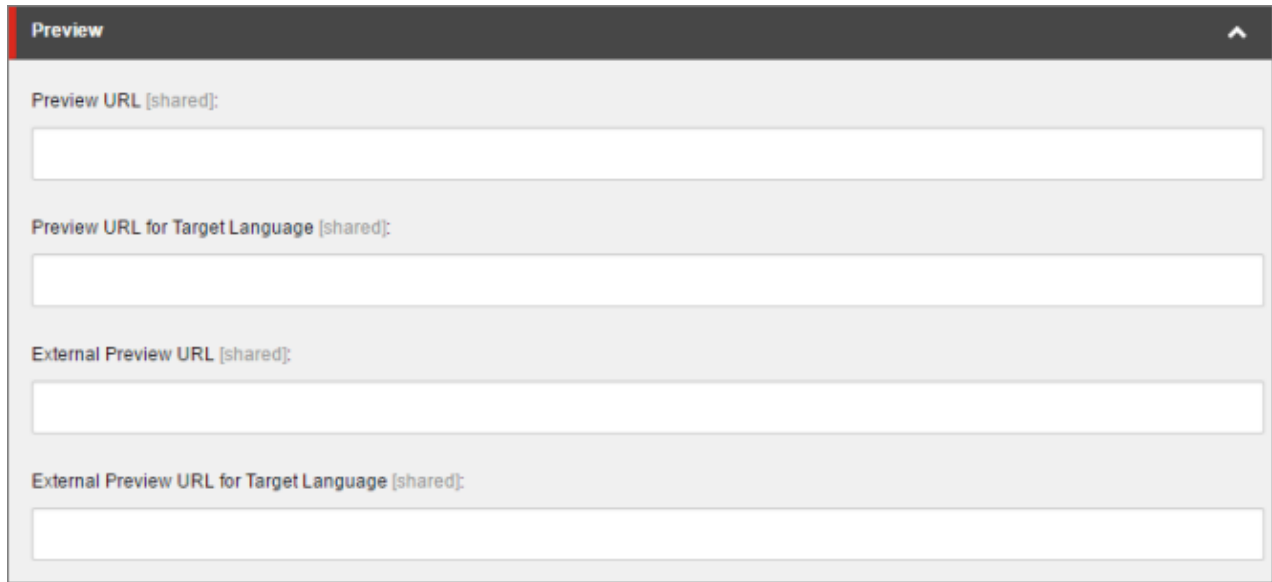 Preview
Preview URL [shared]:
Preview URL for Target Language [shared]:
External Preview URL [shared]:
External Preview URL for Target Language [shared]: